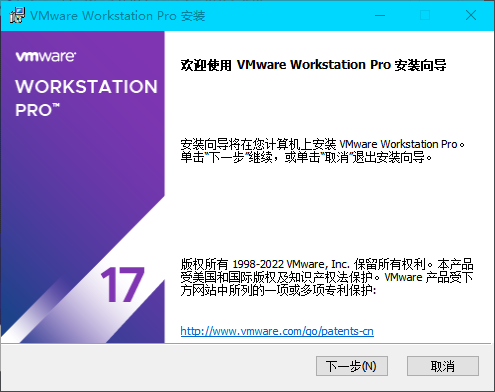 VMware Workstation Pro 安装
vmware®
WORKSTATION
PRO™
17
欢迎使用 VMware Workstation Pro 安装向导
安装向导将在您计算机上安装 VMware Workstation Pro。
单击“下一步”继续，或单击“取消”退出安装向导。
版权所有 1998-2022 VMware, Inc. 保留所有权利。本产品
受美国和国际版权及知识产权法保护。VMware 产品受下
方网站中所列的一项或多项专利保护:
http://www.vmware.com/go/patents-cn
下一步(N)
取消